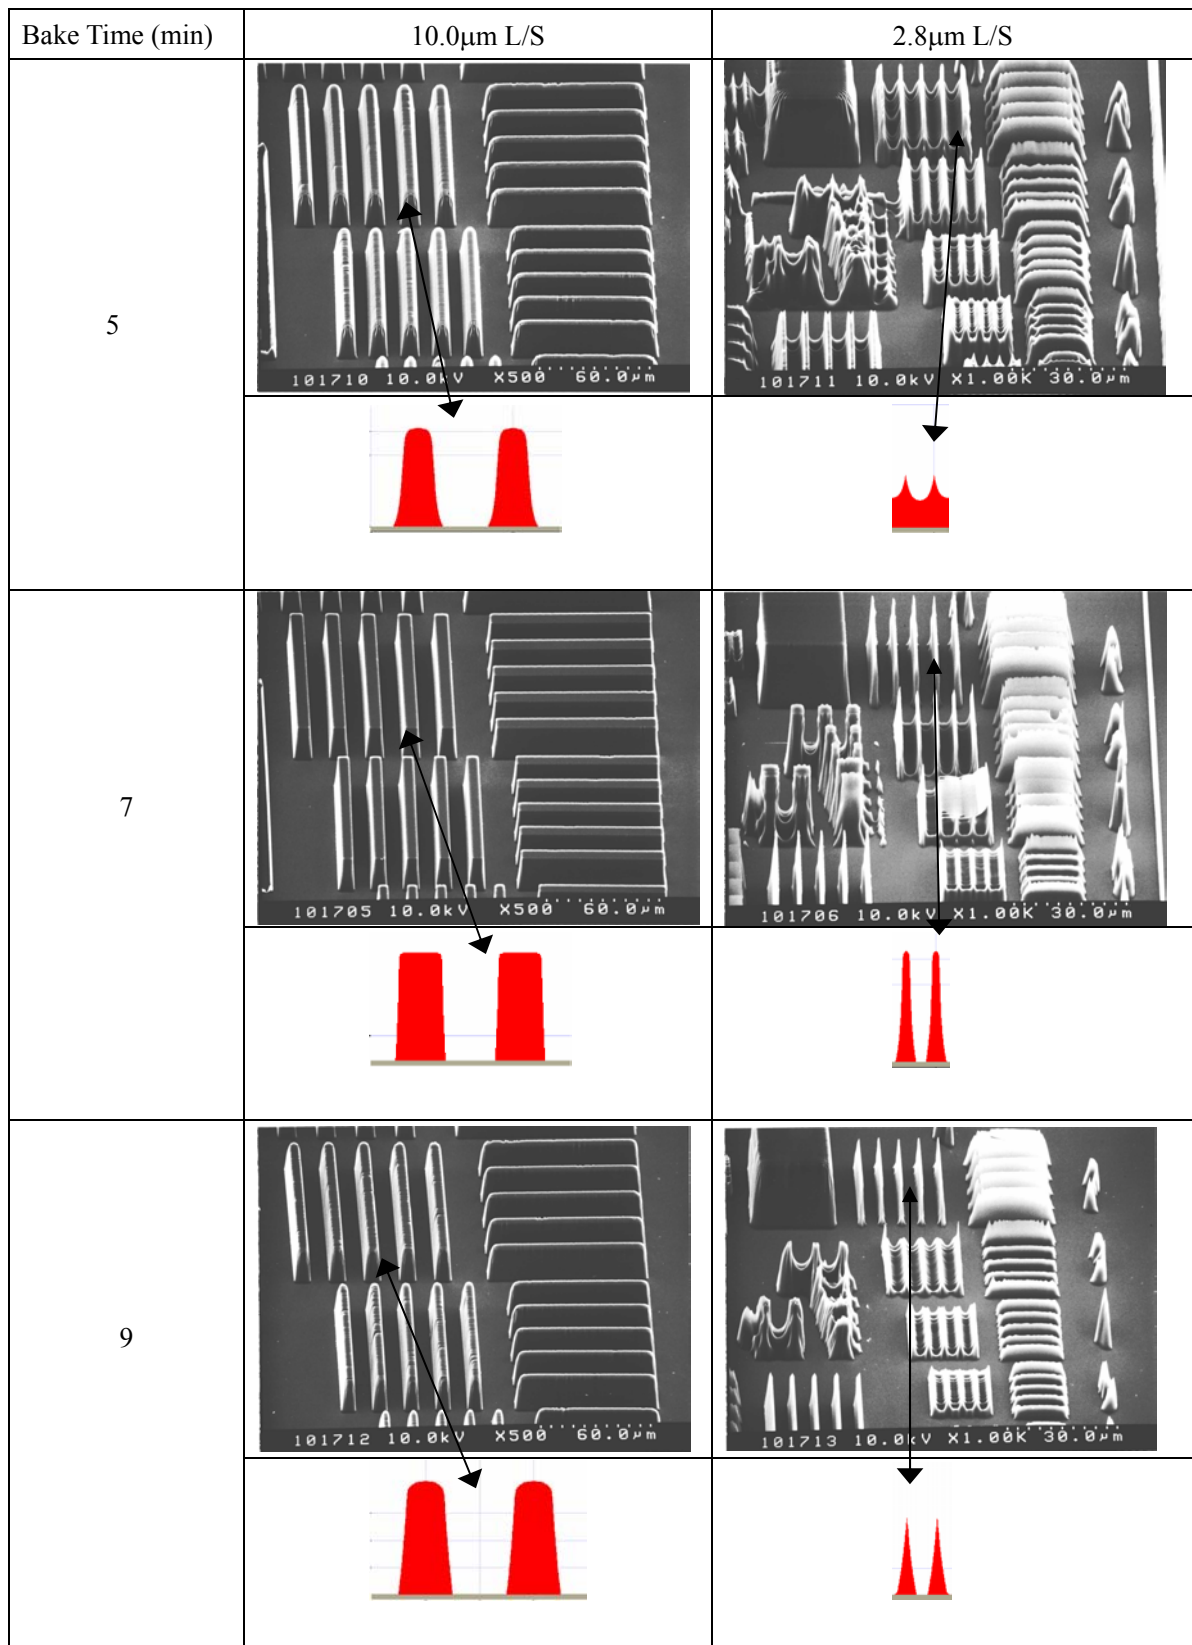 Bake Time (min) 10.0μm L/S 2.8μm L/S
5
101710 10.0kV X500 60.0μm
101711 10.0kV X1.00K 30.0μm
7
101705 10.0kV X500 60.0μm
101706 10.0kV X1.00K 30.0μm
9
101712 10.0kV X500 60.0μm
101713 10.0kV X1.00K 30.0μm